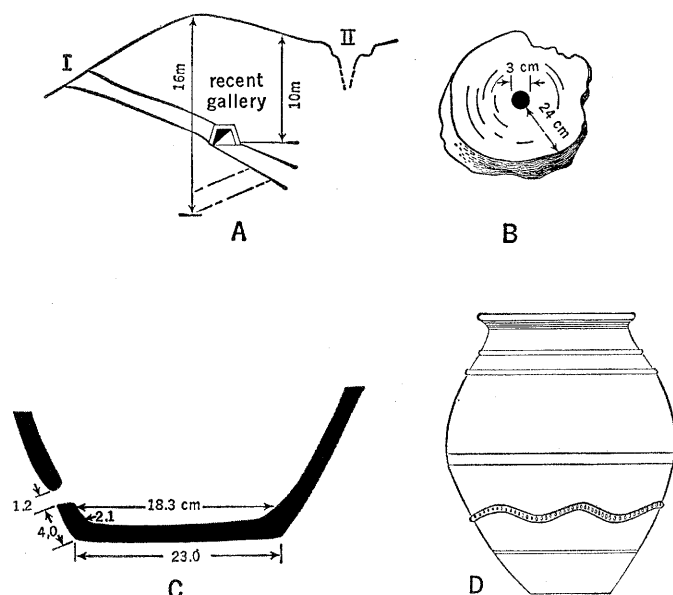 I
II
16m
recent
gallery
10m
A
3 cm
24 cm
B
1.2
18.3 cm
2.1
4,0
23.0
C
D